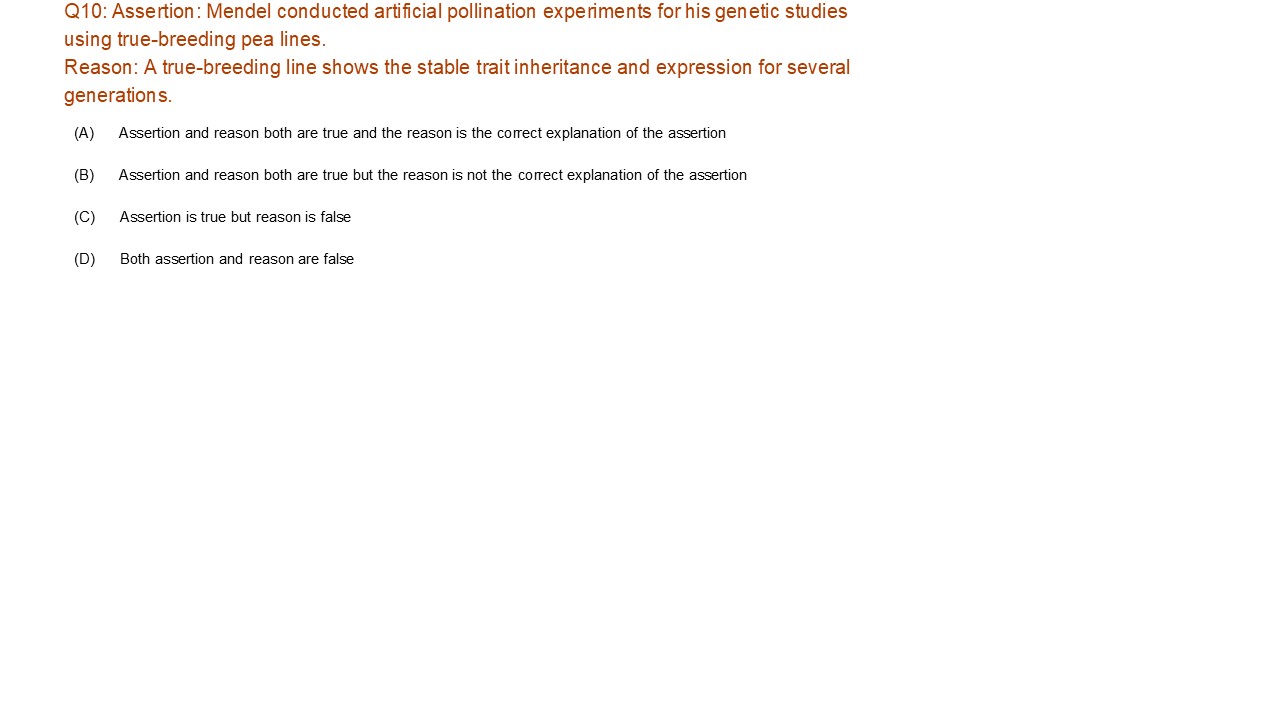 Q10: Assertion: Mendel conducted artificial pollination experiments for his genetic studies
using true-breeding pea lines.
Reason: A true-breeding line shows the stable trait inheritance and expression for several
generations.
(A) Assertion and reason both are true and the reason is the correct explanation of the assertion
(B) Assertion and reason both are true but the reason is not the correct explanation of the assertion
(C) Assertion is true but reason is false
(D) Both assertion and reason are false